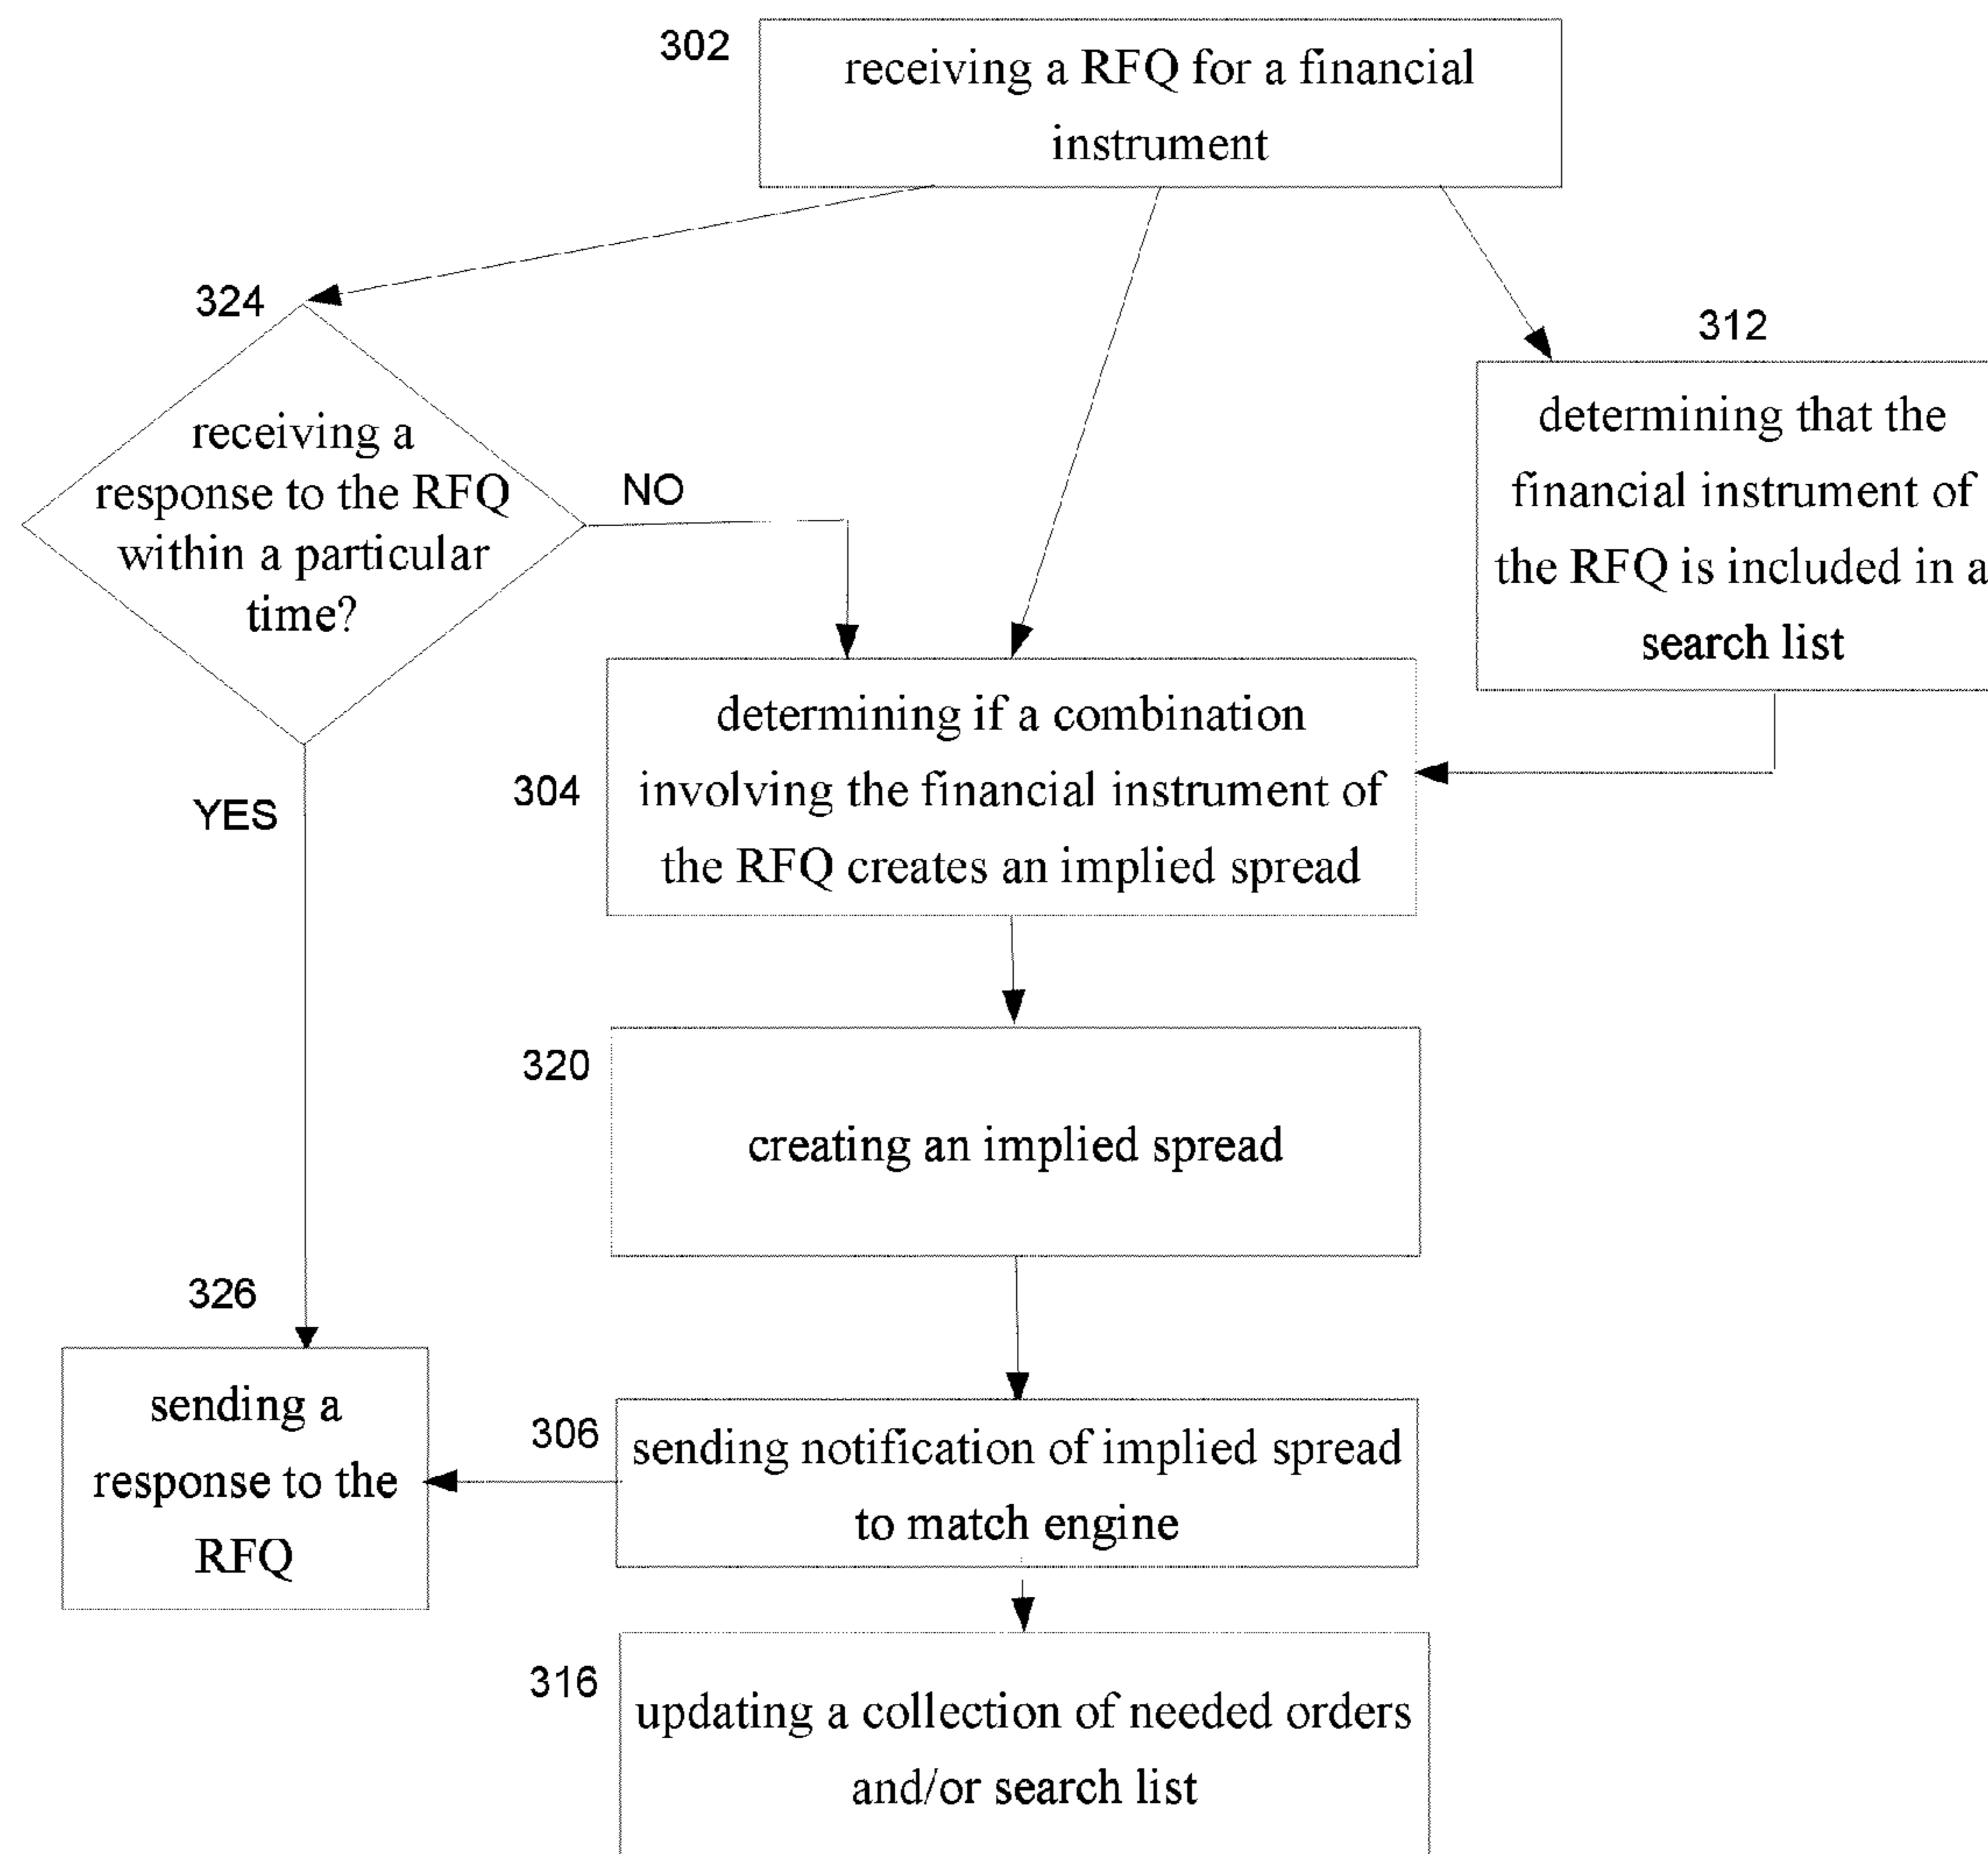 302
receiving a RFQ for a financial
instrument
324
receiving a
response to the RFQ
within a particular
time?
NO
YES
312
determining that the
financial instrument of
the RFQ is included in a
search list
304
determining if a combination
involving the financial instrument of
the RFQ creates an implied spread
320
creating an implied spread
326
sending a
response to the
RFQ
306
sending notification of implied spread
to match engine
316
updating a collection of needed orders
and/or search list